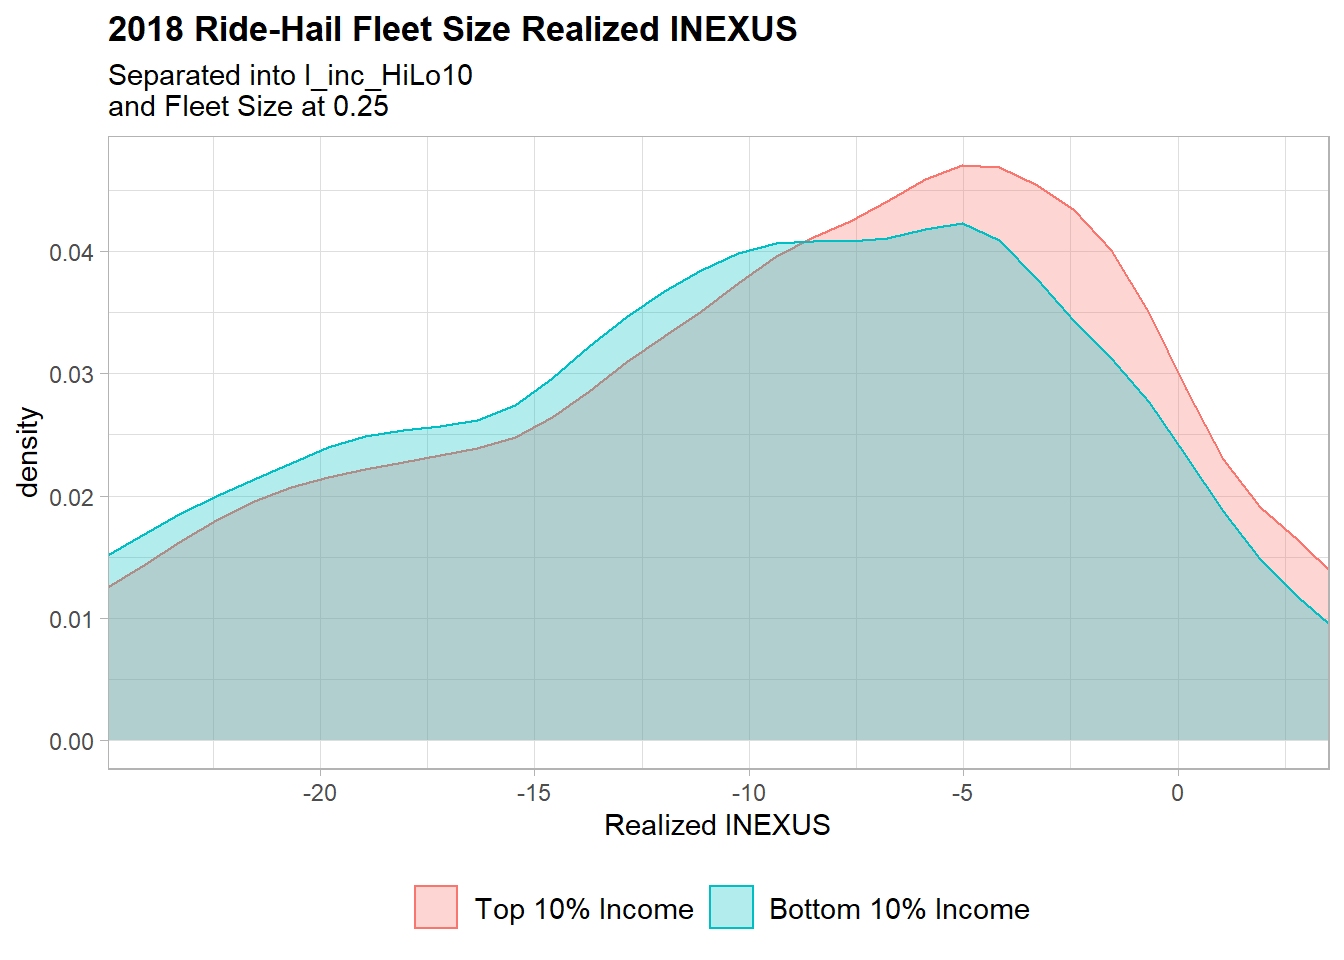 2018 Ride-Hail Fleet Size Realized INEXUS
Separated into I_inc_HiLo10
and Fleet Size at 0.25
0.04
0.03
0.02
0.01
0.00
density
-20 -15 -10 -5 0
Realized INEXUS
Top 10% Income Bottom 10% Income